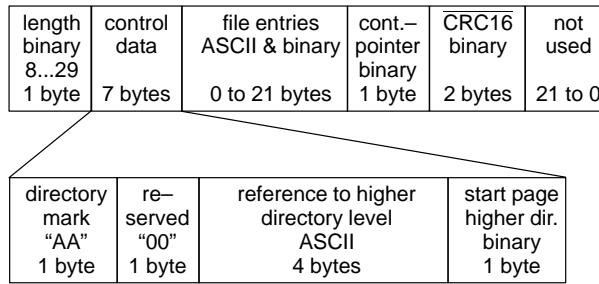 length control file entries cont.– CRC16 not
binary data ASCII & binary pointer binary used
8...29 binary
1 byte 7 bytes 0 to 21 bytes 1 byte 2 bytes 21 to 0
directory re– reference to higher start page
mark served directory level higher dir.
“AA” “00” ASCII binary
1 byte 1 byte 4 bytes 1 byte